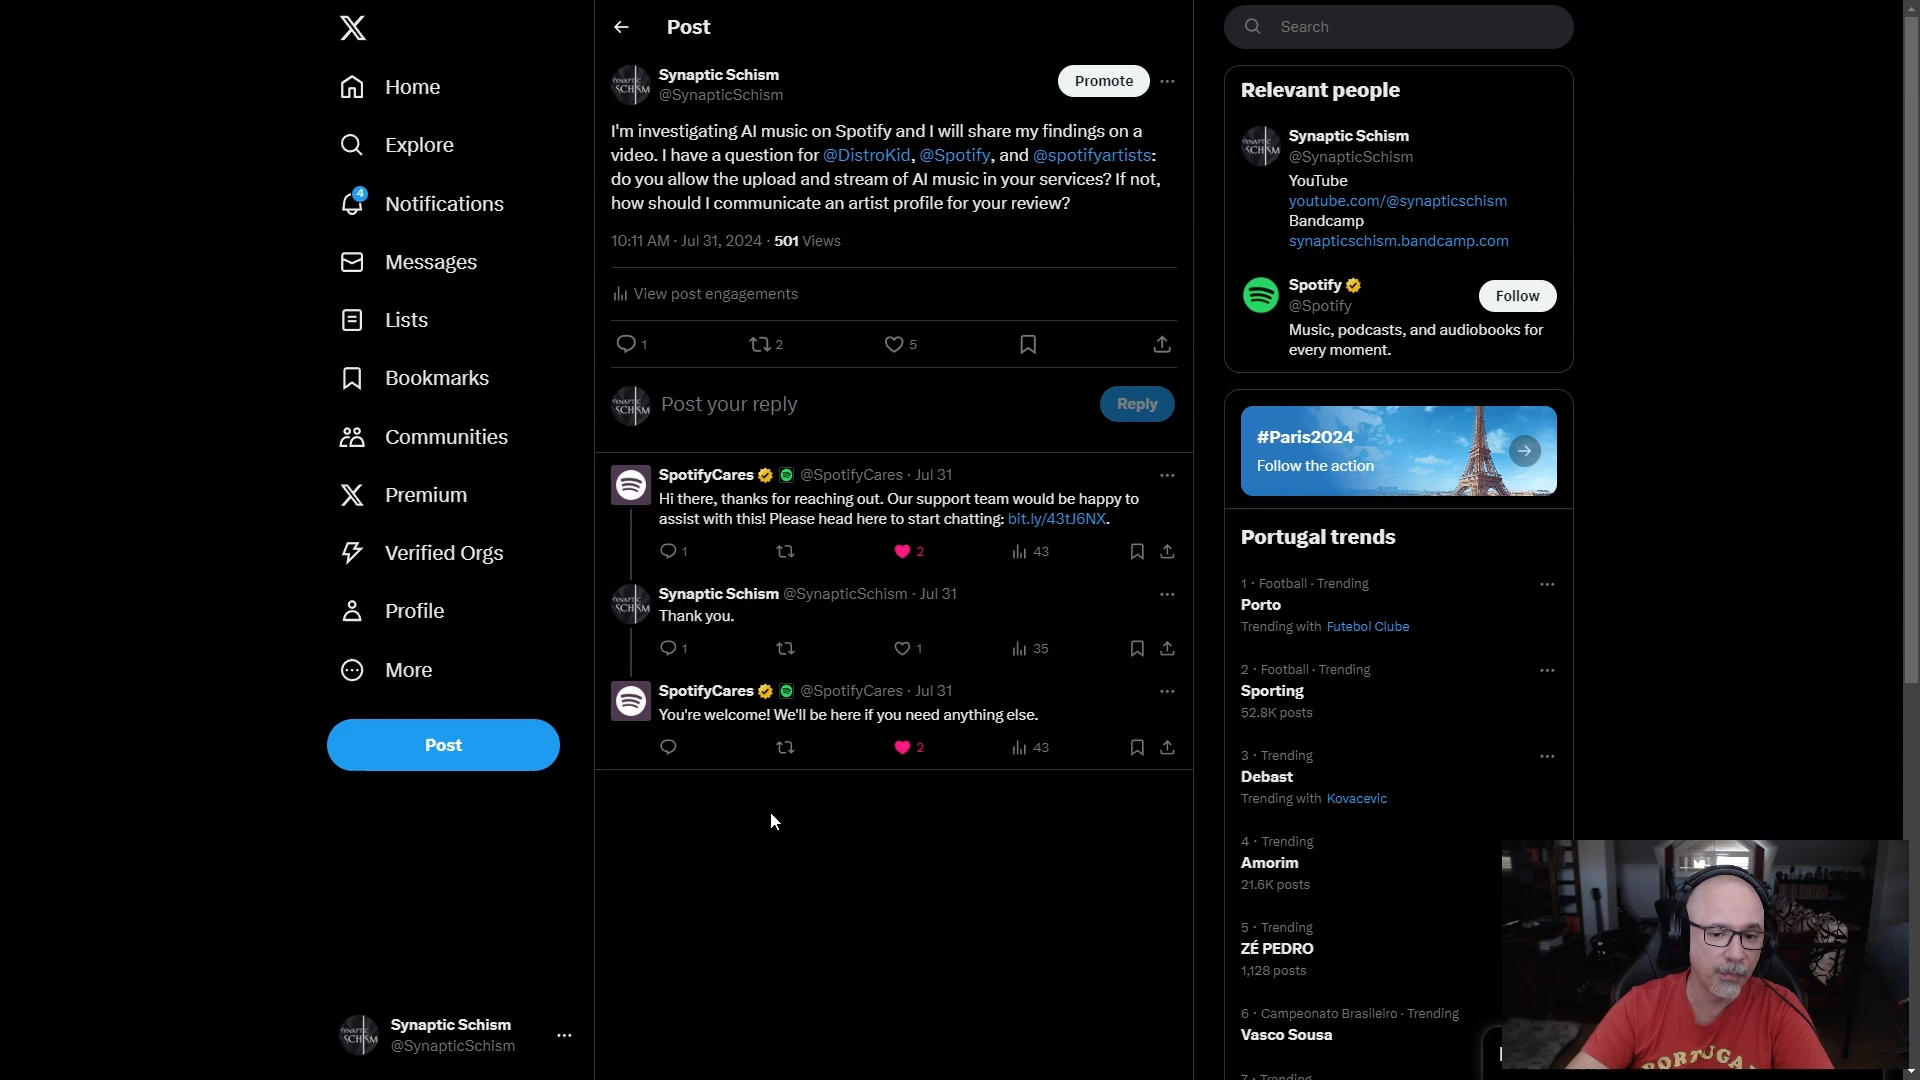 Home
Explore
4
Notifications
Messages
Lists
Bookmarks
Communities
Premium
Verified Orgs
Profile
More
Post
Synaptic Schism
@SynapticSchism
Post
Synaptic Schism
@SynapticSchism
Promote
I'm investigating AI music on Spotify and I will share my findings on a
video. I have a question for @DistroKid, @Spotify, and @spotifyartists:
do you allow the upload and stream of AI music in your services? If not,
how should I communicate an artist profile for your review?
10:11 AM · Jul 31, 2024 · 501 Views
View post engagements
1 2 5
Post your reply
Reply
SpotifyCares @SpotifyCares · Jul 31
Hi there, thanks for reaching out. Our support team would be happy to
assist with this! Please head here to start chatting: bit.ly/43tJ6NX.
1 2 43
Synaptic Schism @SynapticSchism · Jul 31
Thank you.
1 1 35
SpotifyCares @SpotifyCares · Jul 31
You're welcome! We'll be here if you need anything else.
2 43
Search
Relevant people
Synaptic Schism
@SynapticSchism
YouTube
youtube.com/@synapticschism
Bandcamp
synapticschism.bandcamp.com
Spotify
@Spotify
Follow
Music, podcasts, and audiobooks for
every moment.
#Paris2024
Follow the action
Portugal trends
1 · Football · Trending
Porto
Trending with Futebol Clube
2 · Football · Trending
Sporting
52.8K posts
3 · Trending
Debast
Trending with Kovacevic
4 · Trending
Amorim
21.6K posts
5 · Trending
ZÉ PEDRO
1,128 posts
6 · Campeonato Brasileiro · Trending
Vasco Sousa
7 · Trending